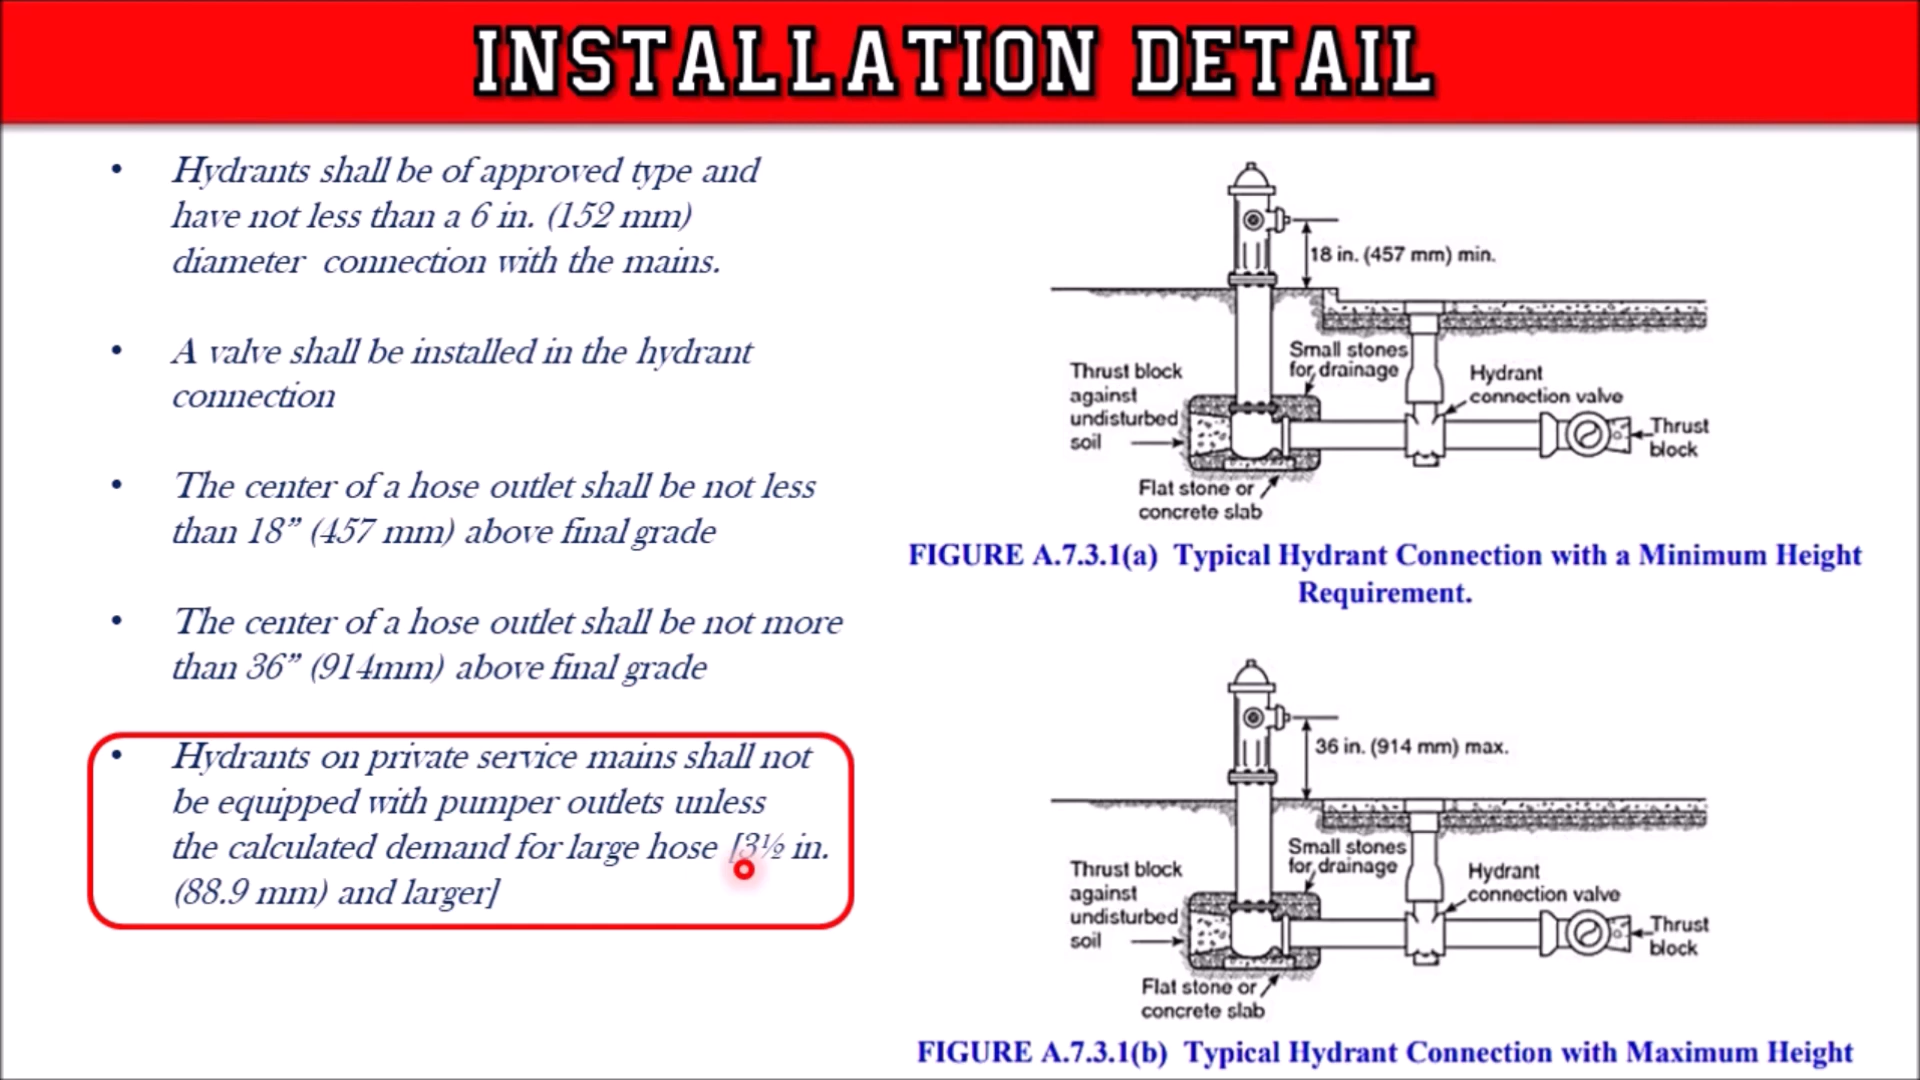 INSTALLATION DETAIL
• Hydrants shall be of approved type and
have not less than a 6 in. (152 mm)
diameter connection with the mains.
• A valve shall be installed in the hydrant
connection
• The center of a hose outlet shall be not less
than 18” (457 mm) above final grade
• The center of a hose outlet shall be not more
than 36” (914mm) above final grade
• Hydrants on private service mains shall not
be equipped with pumper outlets unless
the calculated demand for large hose [3½ in.
(88.9 mm) and larger]
18 in. (457 mm) min.
Small stones
for drainage
Thrust block
against
undisturbed
soil
Hydrant
connection valve
Thrust
block
Flat stone or
concrete slab
FIGURE A.7.3.1(a) Typical Hydrant Connection with a Minimum Height
Requirement.
36 in. (914 mm) max.
Small stones
for drainage
Thrust block
against
undisturbed
soil
Hydrant
connection valve
Thrust
block
Flat stone or
concrete slab
FIGURE A.7.3.1(b) Typical Hydrant Connection with Maximum Height